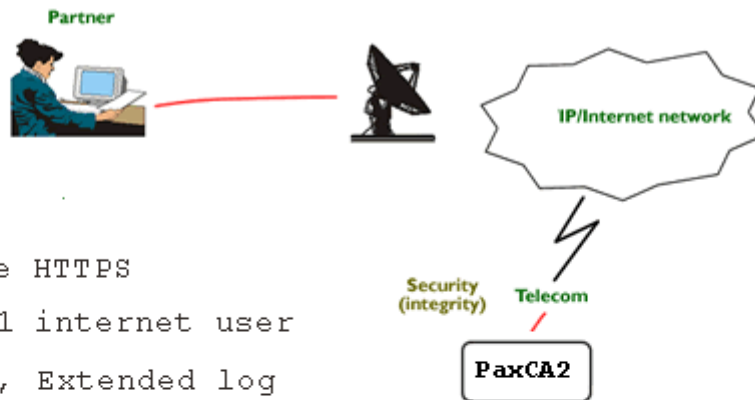 Partner
IP/Internet network
e HTTPS
Security
(integrity)
Telecom
l internet user
, Extended log
PaxCA2